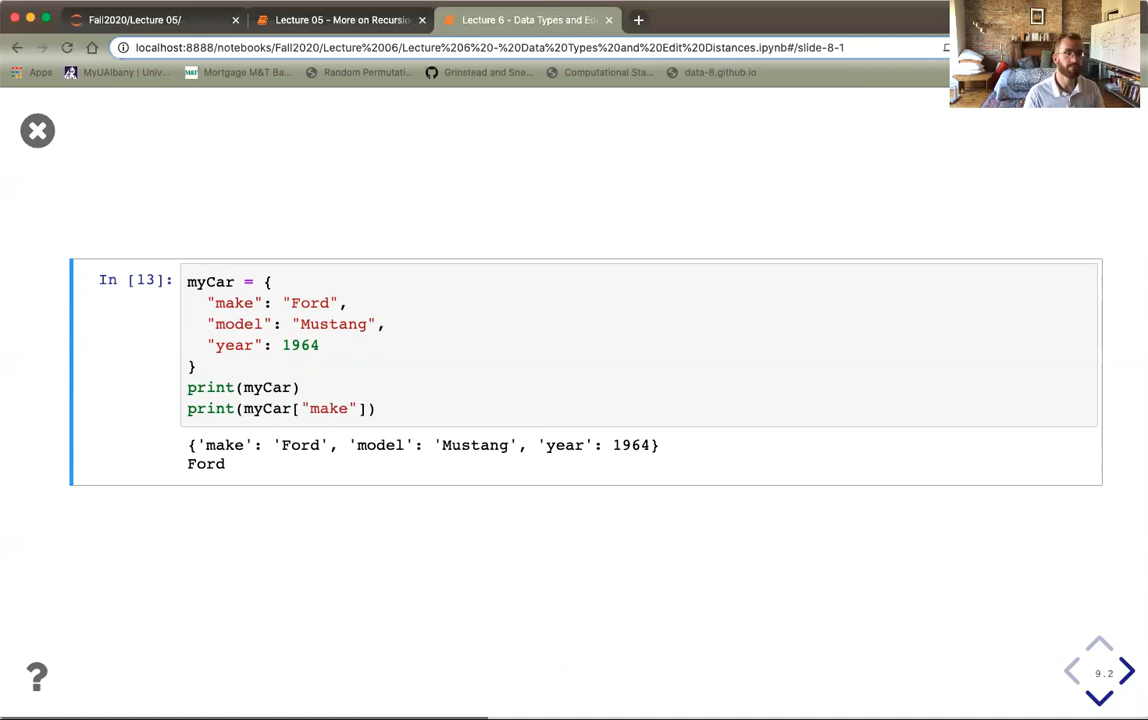 Fall2020/Lecture 05/
Lecture 05 - More on Recursio
Lecture 6 - Data Types and Ed
localhost:8888/notebooks/Fall2020/Lecture%2006/Lecture%206%20-%20Data%20Types%20and%20Edit%20Distances.ipynb#/slide-8-1
Apps
MyUAlbany | Univ...
Mortgage M&T Ba...
Random Permutati...
Grinstead and Sne...
Computational Sta...
data-8.github.io
In [13]:
myCar = {
"make": "Ford",
"model": "Mustang",
"year": 1964
}
print(myCar)
print(myCar["make"])
{'make': 'Ford', 'model': 'Mustang', 'year': 1964}
Ford
?
9.2